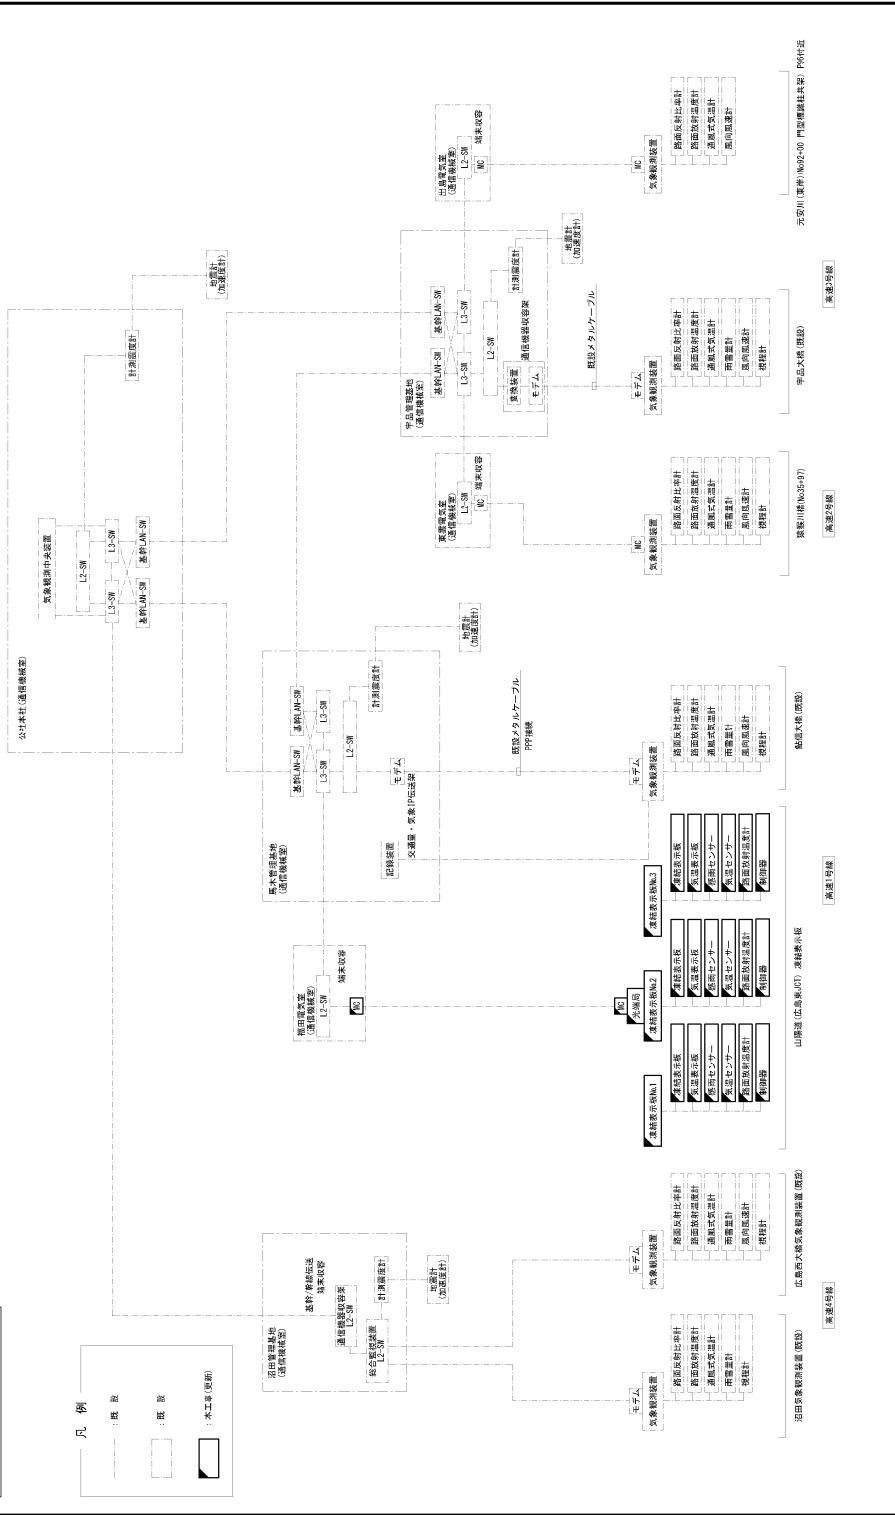 凡　例
：既　設
：既　設
：本工事(更新)
公社本社(通信機械室)
気象観測中央装置
L2-SW
L3-SW
L3-SW
基幹LAN-SW
基幹LAN-SW
計測震度計
地震計
(加速度計)
沼田管理基地
(通信機械室)
基幹/幹線伝送
端末収容
通信機器収容架
L2-SW
総合監視装置
L2-SW
計測震度計
地震計
(加速度計)
福田電気室
(通信機械室)
L2-SW
端末収容
MC
馬木管理基地
(通信機械室)
基幹LAN-SW
基幹LAN-SW
L3-SW
L3-SW
L2-SW
計測震度計
地震計
(加速度計)
モデム
記録装置
交通量・気象IP伝送架
既設メタルケーブル
PPP接続
東雲電気室
(通信機械室)
L2-SW
端末収容
MC
宇品管理基地
(通信機械室)
基幹LAN-SW
基幹LAN-SW
L3-SW
L3-SW
L2-SW
通信機器収容架
変換装置
モデム
計測震度計
地震計
(加速度計)
既設メタルケーブル
出島電気室
(通信機械室)
L2-SW
端末収容
MC
モデム
気象観測装置
路面反射比率計
路面放射温度計
通風式気温計
雨雪量計
視程計
沼田気象観測装置(既設)
モデム
気象観測装置
路面反射比率計
路面放射温度計
通風式気温計
雨雪量計
風向風速計
視程計
広島西大橋気象観測装置(既設)
高速4号線
凍結表示板No.1
凍結表示板
気温表示板
感雨センサー
気温センサー
路面放射温度計
制御器
MC
光端局
凍結表示板No.2
凍結表示板
気温表示板
感雨センサー
気温センサー
路面放射温度計
制御器
凍結表示板No.3
凍結表示板
気温表示板
感雨センサー
気温センサー
路面放射温度計
制御器
山陽道(広島東JCT) 凍結表示板
モデム
気象観測装置
路面反射比率計
路面放射温度計
通風式気温計
雨雪量計
風向風速計
視程計
鮎信大橋(既設)
高速1号線
MC
気象観測装置
路面反射比率計
路面放射温度計
通風式気温計
雨雪量計
風向風速計
視程計
猿猴川橋(No35+97)
高速2号線
モデム
気象観測装置
路面反射比率計
路面放射温度計
通風式気温計
雨雪量計
風向風速計
視程計
宇品大橋(既設)
高速3号線
MC
気象観測装置
路面反射比率計
路面放射温度計
通風式気温計
風向風速計
元安川(東岸)No92+00 門型標識柱共架) P96付近